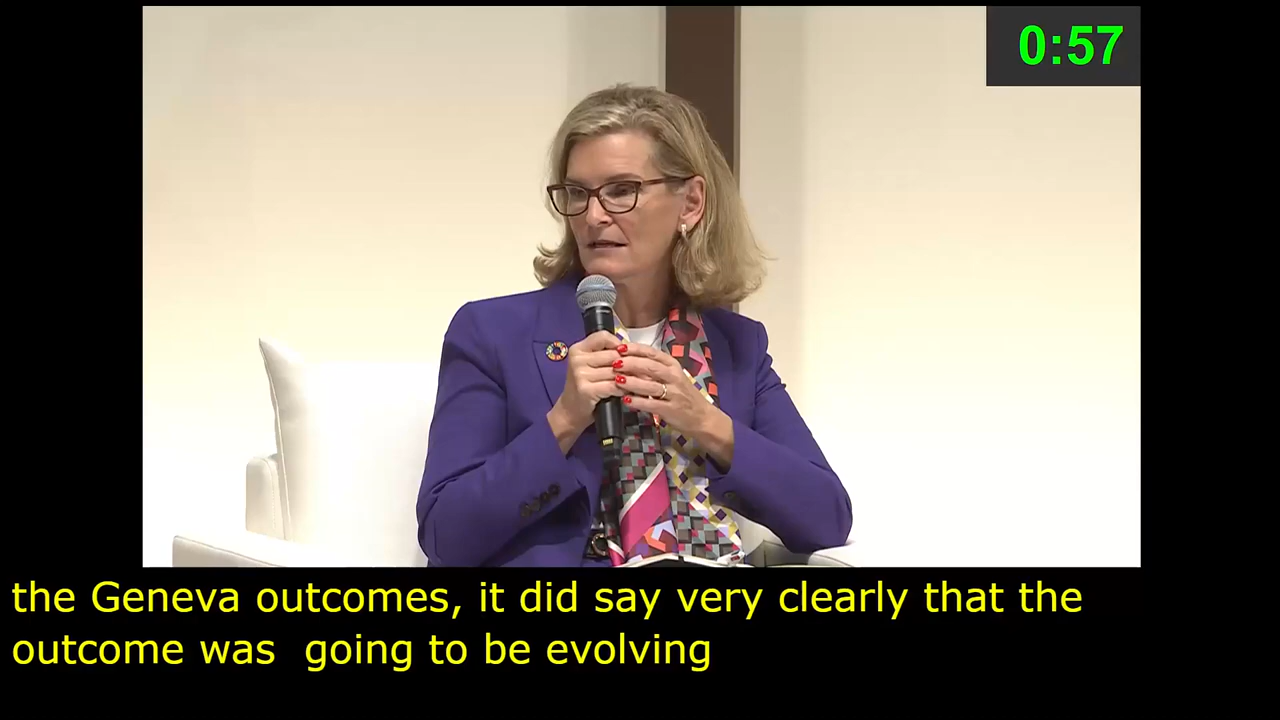 0:57
the Geneva outcomes, it did say very clearly that the
outcome was  going to be evolving